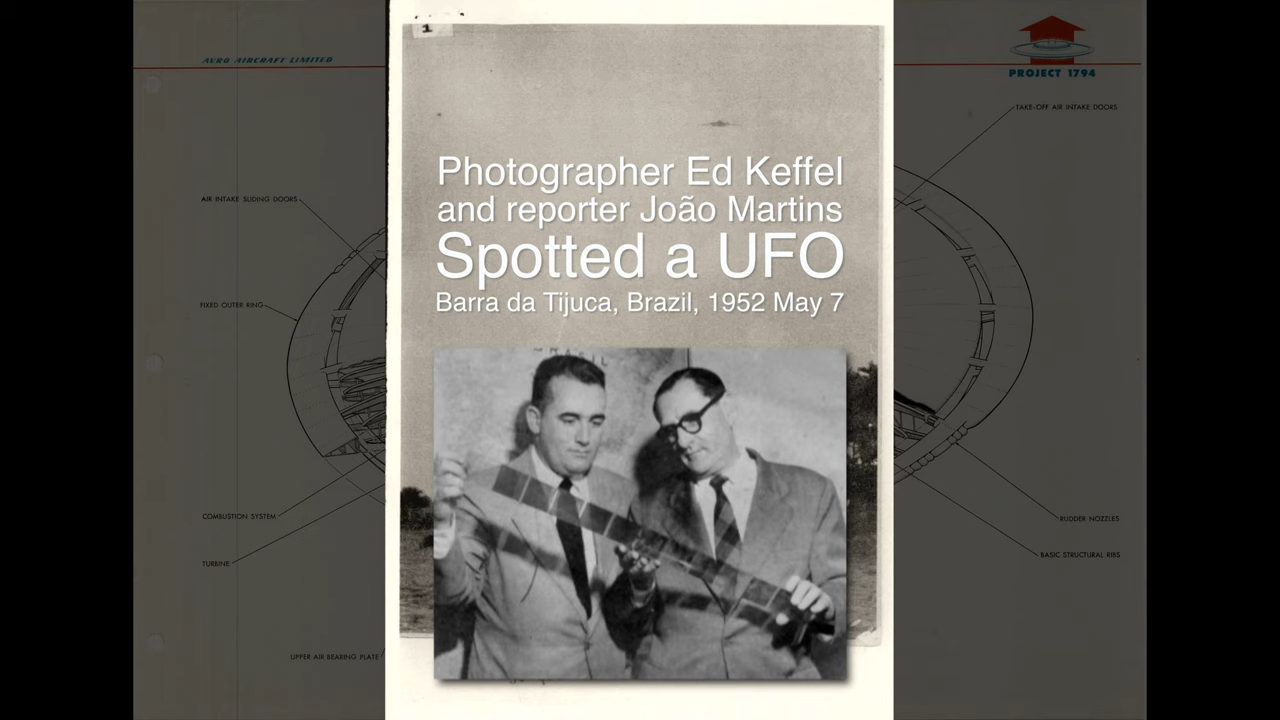 1
AVRO AIRCRAFT LIMITED
PROJECT 1794
TAKE-OFF AIR INTAKE DOORS
Photographer Ed Keffel
and reporter João Martins
Spotted a UFO
Barra da Tijuca, Brazil, 1952 May 7
AIR INTAKE SLIDING DOORS
FIXED OUTER RING
COMBUSTION SYSTEM
RUDDER NOZZLES
TURBINE
BASIC STRUCTURAL RIBS
UPPER AIR BEARING PLATE